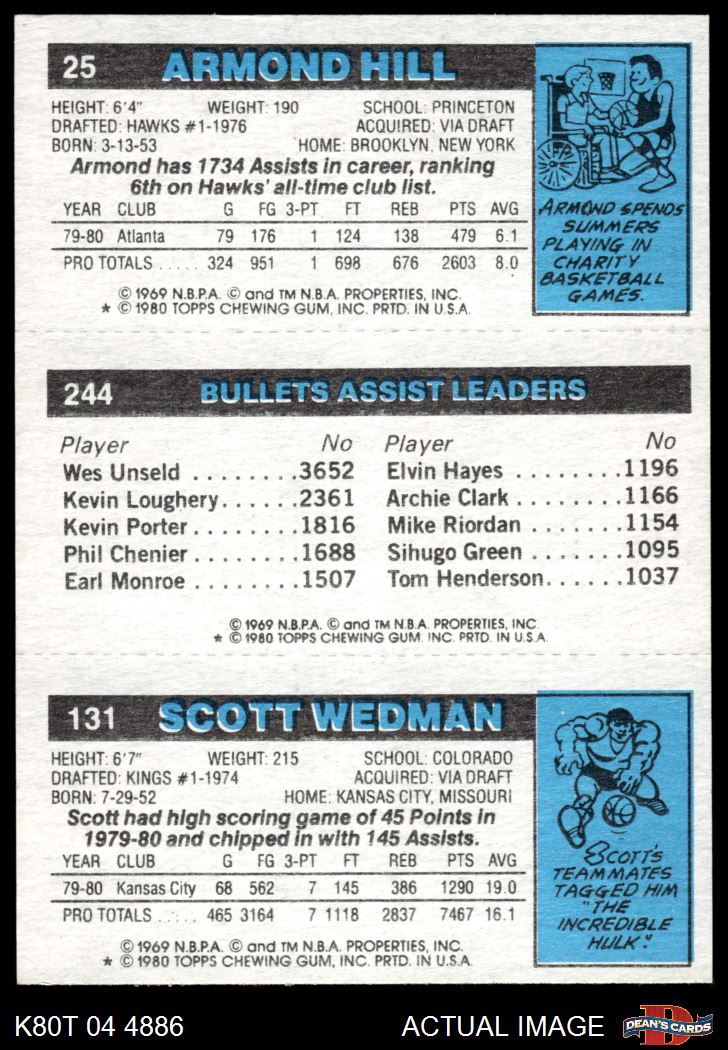 25 ARMOND HILL
HEIGHT: 6'4" WEIGHT: 190 SCHOOL: PRINCETON
DRAFTED: HAWKS #1-1976 ACQUIRED: VIA DRAFT
BORN: 3-13-53 HOME: BROOKLYN, NEW YORK
Armond has 1734 Assists in career, ranking
6th on Hawks' all-time club list.
YEAR CLUB G FG 3-PT FT REB PTS AVG
79-80 Atlanta 79 176 1 124 138 479 6.1
PRO TOTALS ..... 324 951 1 698 676 2603 8.0
© 1969 N.B.P.A. © and TM N.B.A. PROPERTIES, INC.
* © 1980 TOPPS CHEWING GUM, INC. PRTD. IN U.S.A.
ARMOND SPENDS
SUMMERS
PLAYING IN
CHARITY
BASKETBALL
GAMES.
244 BULLETS ASSIST LEADERS
Player No Player No
Wes Unseld ........3652 Elvin Hayes ........1196
Kevin Loughery......2361 Archie Clark ........1166
Kevin Porter........1816 Mike Riordan .......1154
Phil Chenier........1688 Sihugo Green .......1095
Earl Monroe ........1507 Tom Henderson......1037
© 1969 N.B.P.A. © and TM N.B.A. PROPERTIES, INC
* © 1980 TOPPS CHEWING GUM. INC. PRTD. IN U.S.A.
131 SCOTT WEDMAN
HEIGHT: 6'7" WEIGHT: 215 SCHOOL: COLORADO
DRAFTED: KINGS #1-1974 ACQUIRED: VIA DRAFT
BORN: 7-29-52 HOME: KANSAS CITY, MISSOURI
Scott had high scoring game of 45 Points in
1979-80 and chipped in with 145 Assists.
YEAR CLUB G FG 3-PT FT REB PTS AVG
79-80 Kansas City 68 562 7 145 386 1290 19.0
PRO TOTALS ..... 465 3164 7 1118 2837 7467 16.1
© 1969 N.B.P.A. © and TM N.B.A. PROPERTIES, INC.
* © 1980 TOPPS CHEWING GUM, INC. PRTD. IN U.S.A.
SCOTT'S
TEAMMATES
TAGGED HIM
"THE
INCREDIBLE
HULK."
K80T 04 4886 ACTUAL IMAGE
D
DEAN'S CARDS